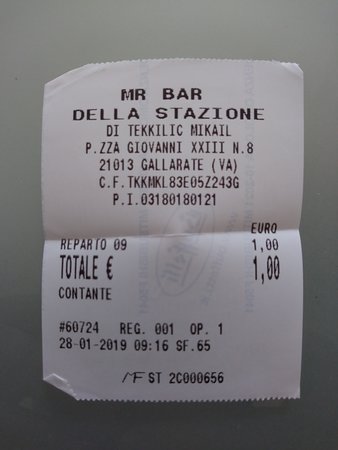 MR BAR
DELLA STAZIONE
DI TEKKILIC MIKAIL
P.ZZA GIOVANNI XXIII N.8
21013 GALLARATE (VA)
C.F.TKKMKL83E05Z243G
P.I.03180180121
EURO
REPARTO 09 1,00
TOTALE € 1,00
CONTANTE
#60724 REG. 001 OP. 1
28-01-2019 09:16 SF.65
MF ST 2C000656